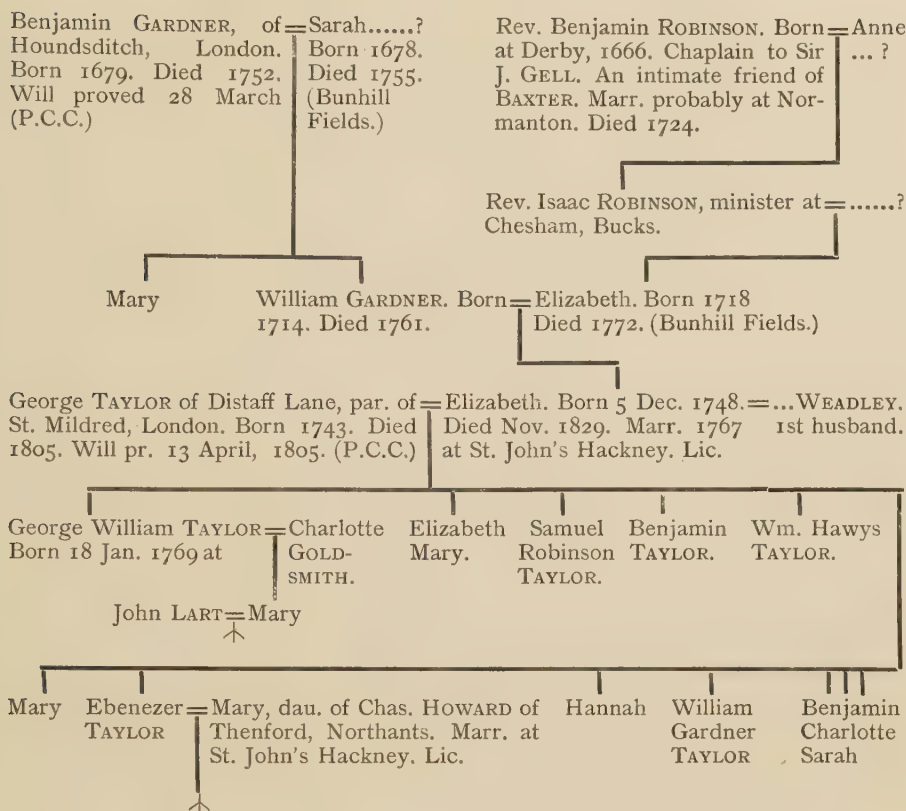 Benjamin GARDNER, of = Sarah......?
Houndsditch, London. Born 1678.
Born 1679. Died 1752. Died 1755.
Will proved 28 March (Bunhill
(P.C.C.) Fields.)
Rev. Benjamin ROBINSON. Born = Anne
at Derby, 1666. Chaplain to Sir ... ?
J. GELL. An intimate friend of
BAXTER. Marr. probably at Nor-
manton. Died 1724.
Rev. Isaac ROBINSON, minister at = ......?
Chesham, Bucks.
Mary
William GARDNER. Born = Elizabeth. Born 1718
1714. Died 1761. Died 1772. (Bunhill Fields.)
George TAYLOR of Distaff Lane, par. of = Elizabeth. Born 5 Dec. 1748. = ...WEADLEY.
St. Mildred, London. Born 1743. Died Died Nov. 1829. Marr. 1767 1st husband.
1805. Will pr. 13 April, 1805. (P.C.C.) at St. John's Hackney. Lic.
George William TAYLOR = Charlotte
Born 18 Jan. 1769 at GOLD-
SMITH.
Elizabeth
Mary.
Samuel
Robinson
TAYLOR.
Benjamin
TAYLOR.
Wm. Hawys
TAYLOR.
John LART = Mary
Mary
Ebenezer = Mary, dau. of Chas. HOWARD of
TAYLOR Thenford, Northants. Marr. at
St. John's Hackney. Lic.
Hannah
William
Gardner
TAYLOR
Benjamin
Charlotte
Sarah